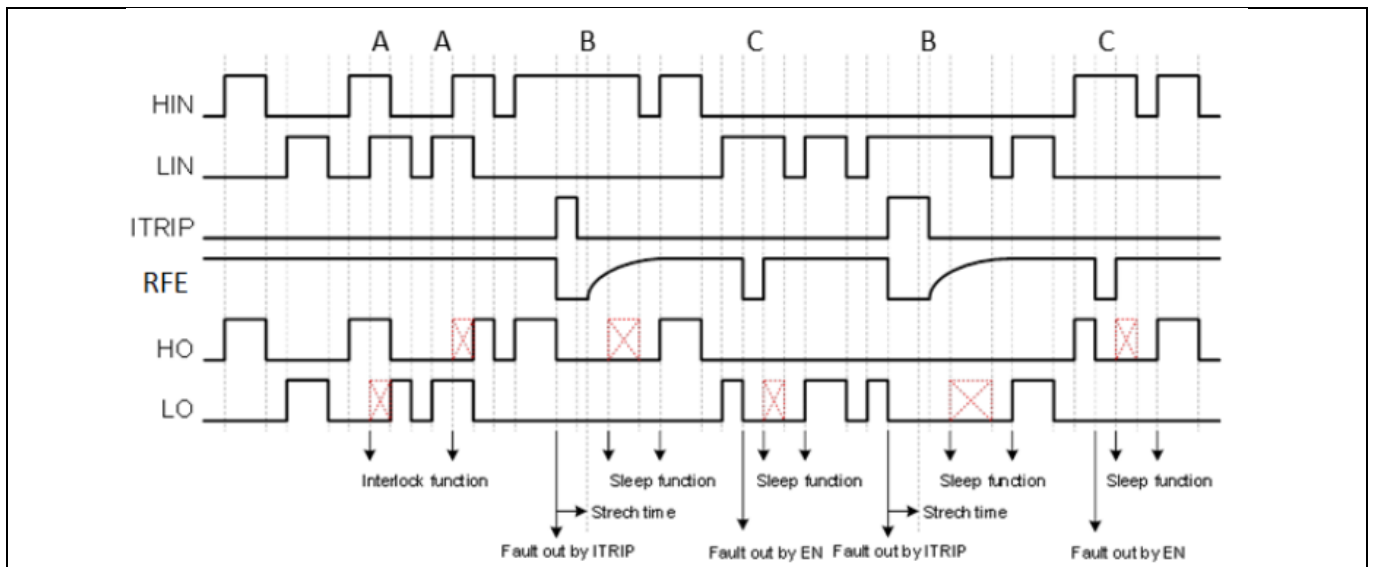 A A B C B C
HIN
LIN
ITRIP
RFE
HO
LO
Interlock function Sleep function Sleep function Sleep function Sleep function
Strech time Strech time
Fault out by ITRIP Fault out by EN Fault out by ITRIP Fault out by EN